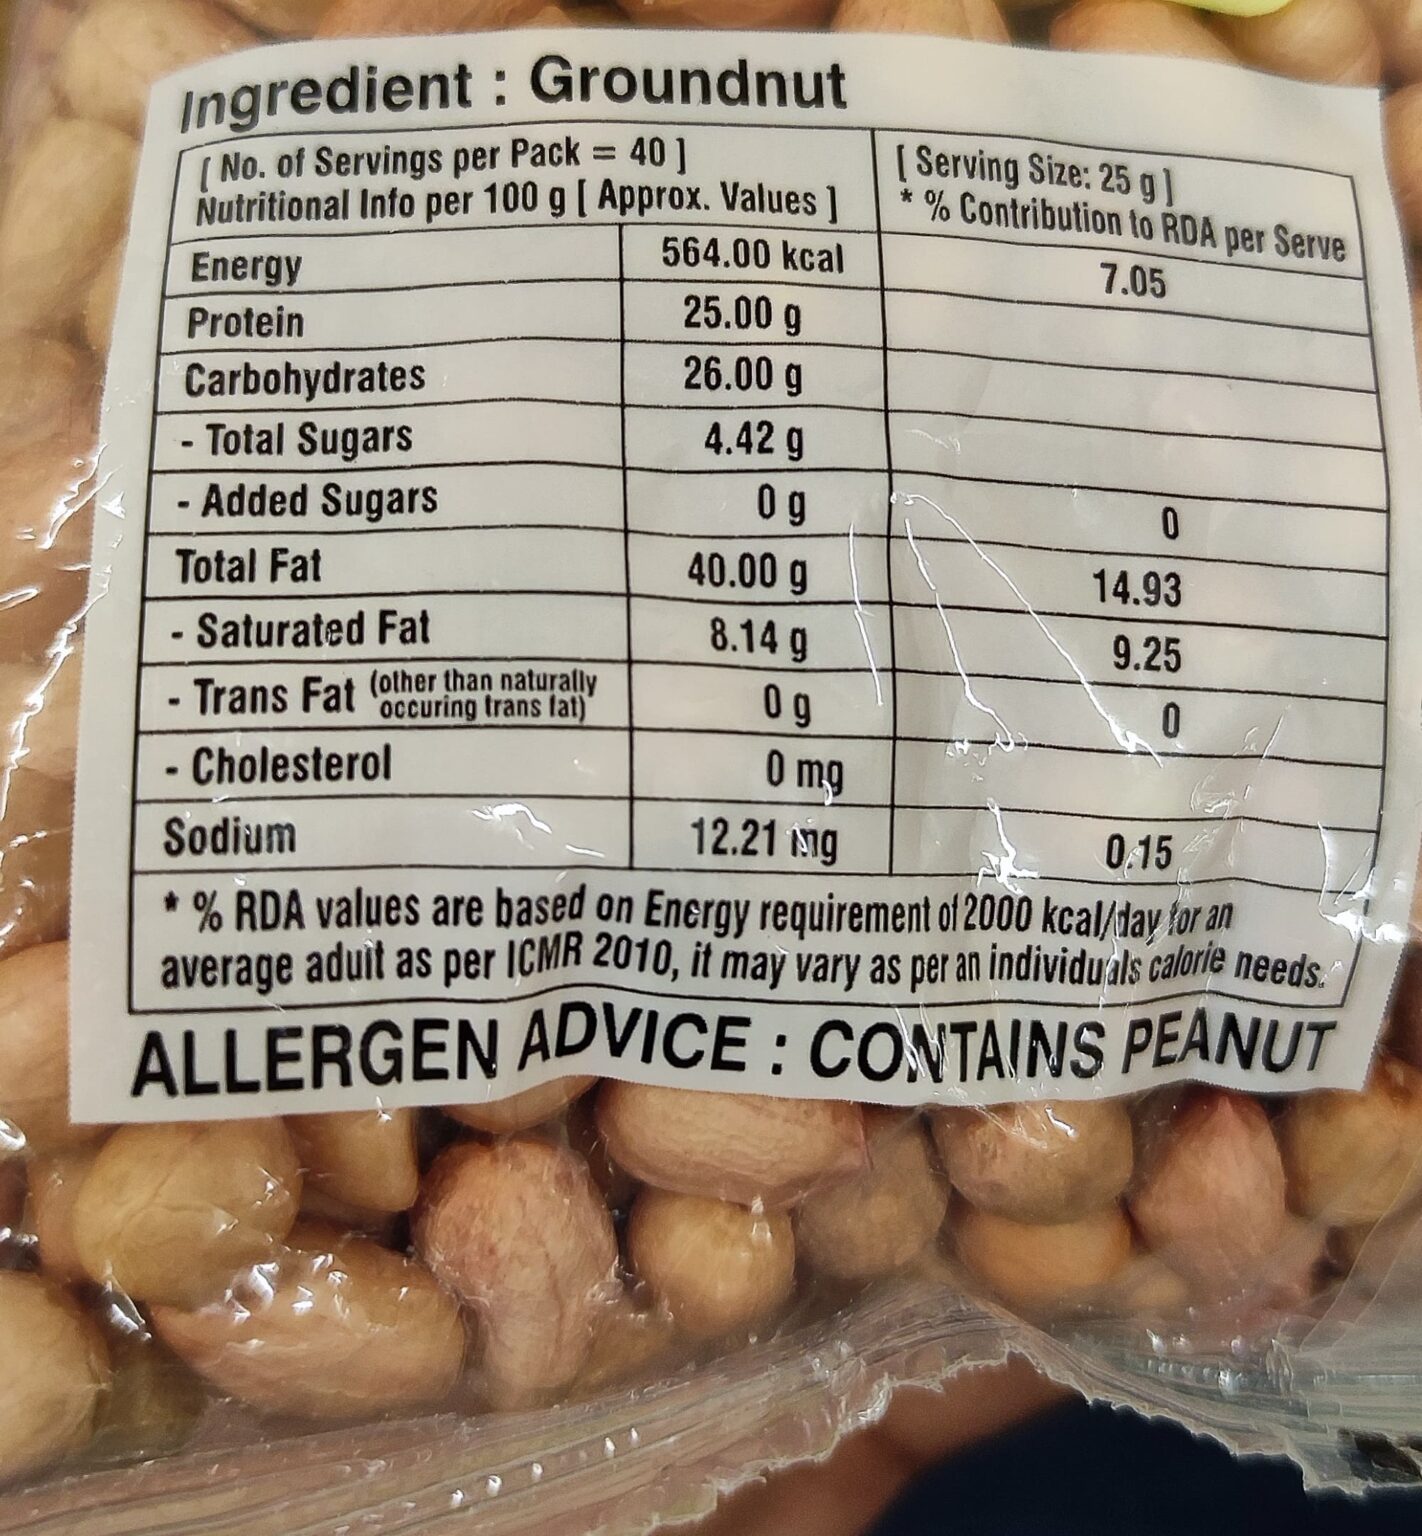 Ingredient : Groundnut
[ No. of Servings per Pack = 40 ]
Nutritional Info per 100 g [ Approx. Values ]
[ Serving Size: 25 g ]
* % Contribution to RDA per Serve
Energy 564.00 kcal 7.05
Protein 25.00 g
Carbohydrates 26.00 g
- Total Sugars 4.42 g
- Added Sugars 0 g 0
Total Fat 40.00 g 14.93
- Saturated Fat 8.14 g 9.25
- Trans Fat (other than naturally
occuring trans fat) 0 g 0
- Cholesterol 0 mg
Sodium 12.21 mg 0.15
* % RDA values are based on Energy requirement of 2000 kcal/day for an
average aduit as per ICMR 2010, it may vary as per an individuals calorie needs.
ALLERGEN ADVICE : CONTAINS PEANUT